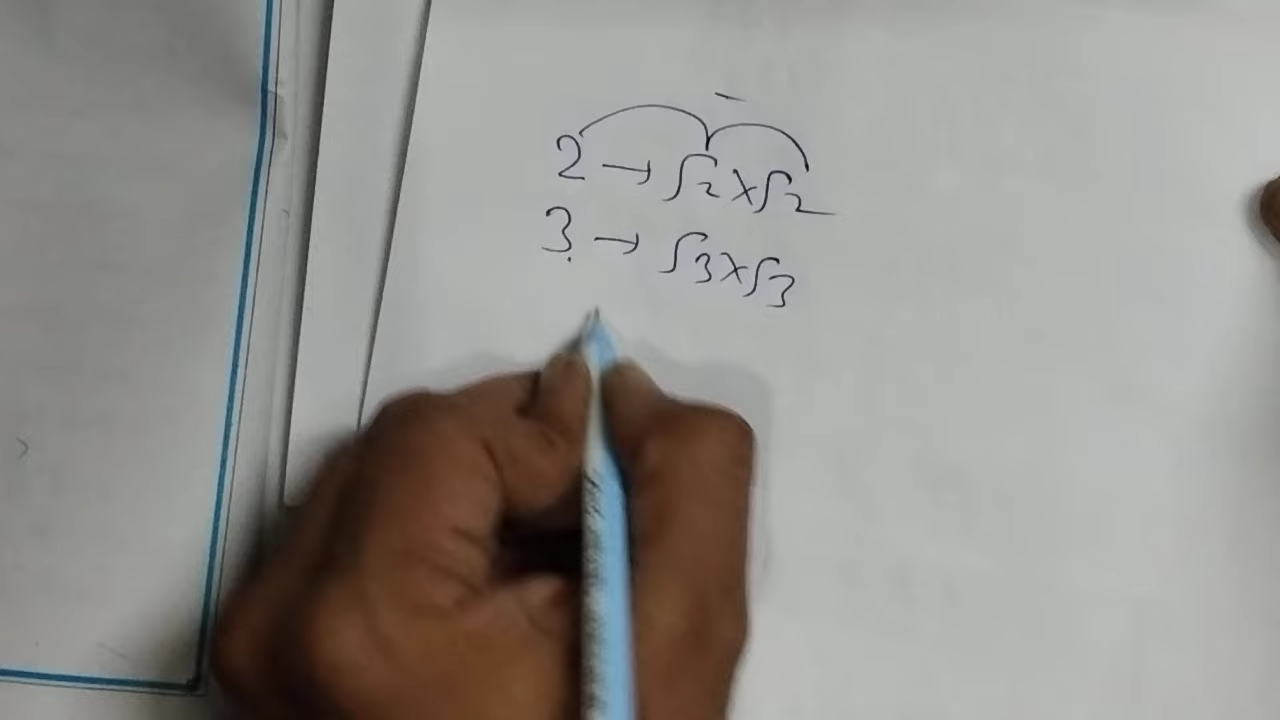 2 → √2 × √2
3 → √3 × √3